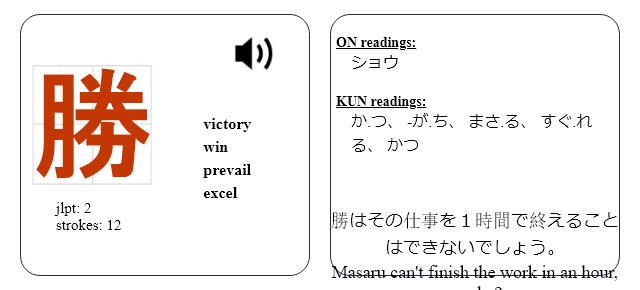 勝
victory
win
prevail
excel
jlpt: 2
strokes: 12
ON readings:
ショウ
KUN readings:
か.つ、 -が.ち、 まさ.る、 すぐ.れ
る、 かつ
勝はその仕事を１時間で終えること
はできないでしょう。
Masaru can't finish the work in an hour,